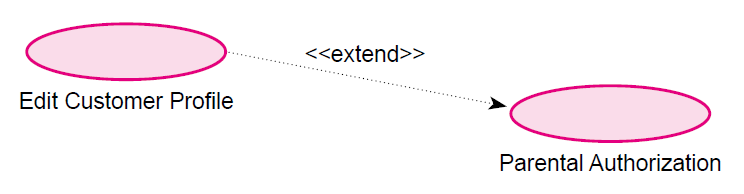 <<extend>>
Edit Customer Profile
Parental Authorization